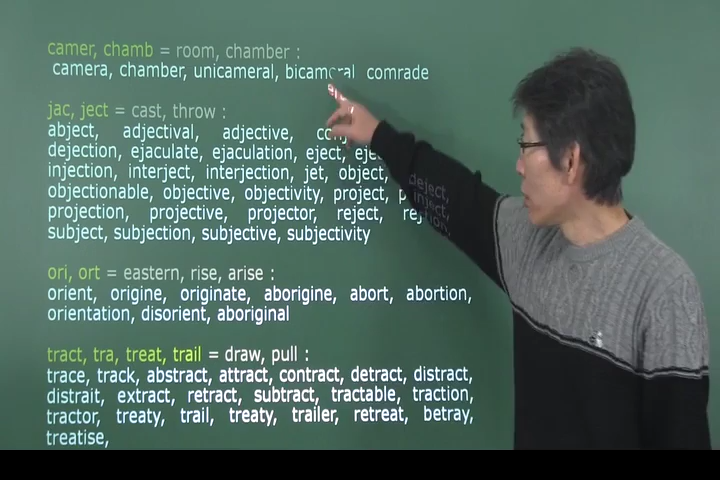 camer, chamb = room, chamber :
camera, chamber, unicameral, bicameral, comrade
jac, ject = cast, throw :
abject, adjectival, adjective,
dejection, ejaculate, ejaculation, eject,
injection, interject, interjection, jet, object,
objectionable, objective, objectivity, project,
projection, projective, projector, reject,
subject, subjection, subjective, subjectivity
deject,
inject,
ori, ort = eastern, rise, arise :
orient, origine, originate, aborigine, abort, abortion,
orientation, disorient, aboriginal
tract, tra, treat, trail = draw, pull :
trace, track, abstract, attract, contract, detract, distract,
distrait, extract, retract, subtract, tractable, traction,
tractor, treaty, trail, treaty, trailer, retreat, betray,
treatise,